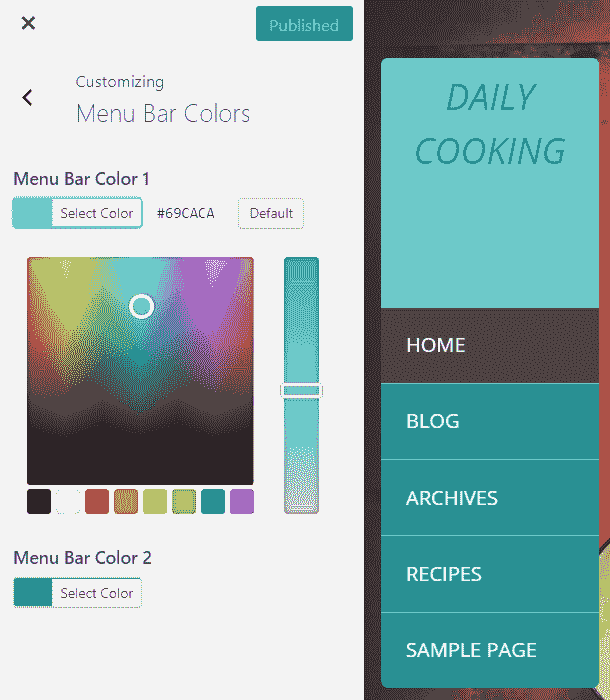 Published
Customizing
Menu Bar Colors
Menu Bar Color 1
Select Color
#69CACA
Default
Menu Bar Color 2
Select Color
DAILY
COOKING
HOME
BLOG
ARCHIVES
RECIPES
SAMPLE PAGE